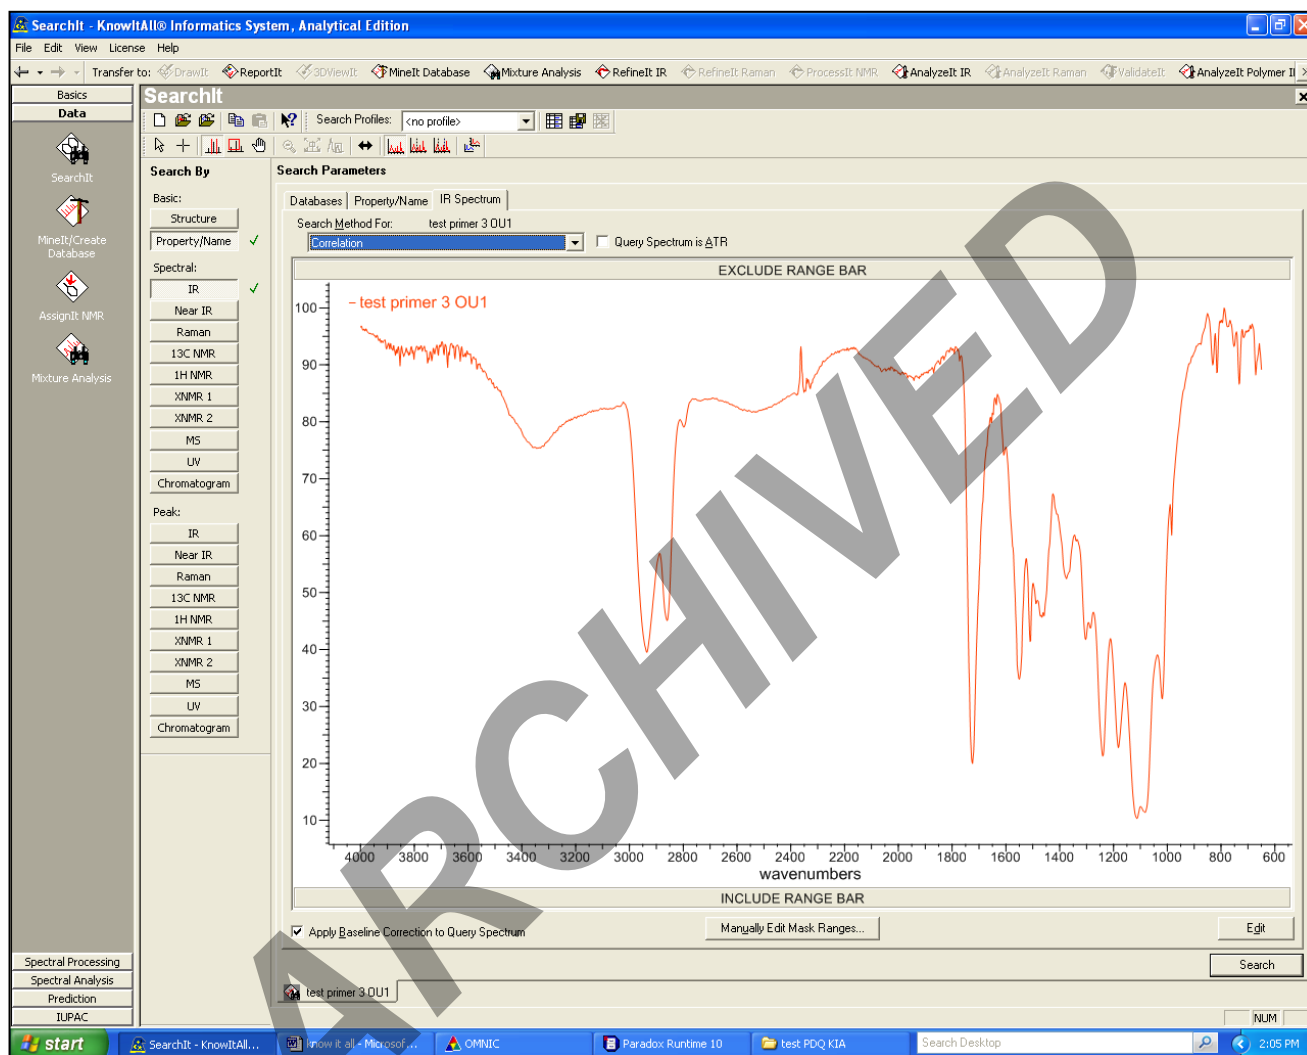 SearchIt - KnowItAll® Informatics System, Analytical Edition
File Edit View License Help
Transfer to: DrawIt ReportIt 3DViewIt MineIt Database Mixture Analysis RefineIt IR RefineIt Raman ProcessIt NMR AnalyzeIt IR AnalyzeIt Raman ValidateIt AnalyzeIt Polymer
Basics
Data
SearchIt
MineIt/Create
Database
AssignIt NMR
Mixture Analysis
Spectral Processing
Spectral Analysis
Prediction
IUPAC
SearchIt
Search Profiles: <no profile>
Search By
Basic:
Structure
Property/Name
Spectral:
IR
Near IR
Raman
13C NMR
1H NMR
XNMR 1
XNMR 2
MS
UV
Chromatogram
Peak:
IR
Near IR
Raman
13C NMR
1H NMR
XNMR 1
XNMR 2
MS
UV
Chromatogram
Search Parameters
Databases Property/Name IR Spectrum
Search Method For: test primer 3 OU1
Correlation Query Spectrum is ATR
EXCLUDE RANGE BAR
- test primer 3 OU1
100
90
80
70
60
50
40
30
20
10
4000 3800 3600 3400 3200 3000 2800 2600 2400 2200 2000 1800 1600 1400 1200 1000 800 600
wavenumbers
INCLUDE RANGE BAR
Apply Baseline Correction to Query Spectrum Manually Edit Mask Ranges... Edit
Search
test primer 3 OU1
NUM
ARCHIVED
start SearchIt - KnowItAll... know it all - Microsof... OMNIC Paradox Runtime 10 test PDQ KIA Search Desktop 2:05 PM